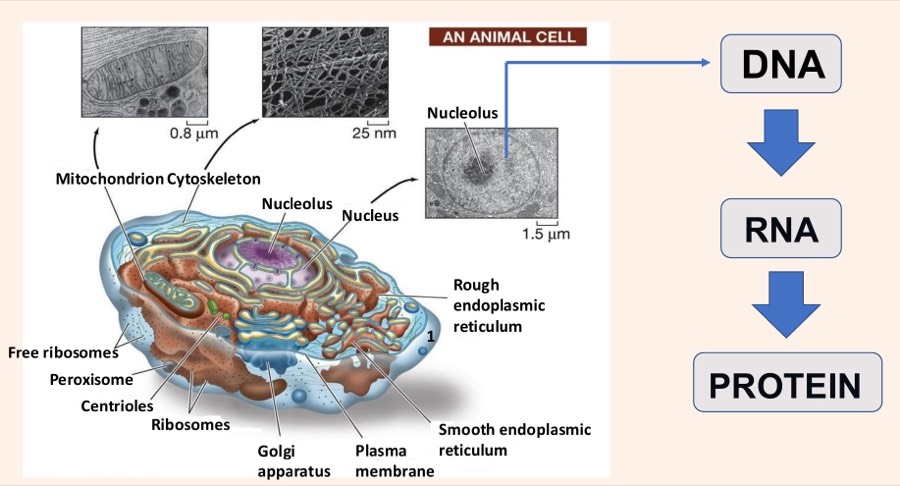 AN ANIMAL CELL
0.8 µm
25 nm
Nucleolus
1.5 µm
Mitochondrion
Cytoskeleton
Nucleolus
Nucleus
Rough
endoplasmic
reticulum
1
Free ribosomes
Peroxisome
Centrioles
Ribosomes
Golgi
apparatus
Plasma
membrane
Smooth endoplasmic
reticulum
DNA
RNA
PROTEIN